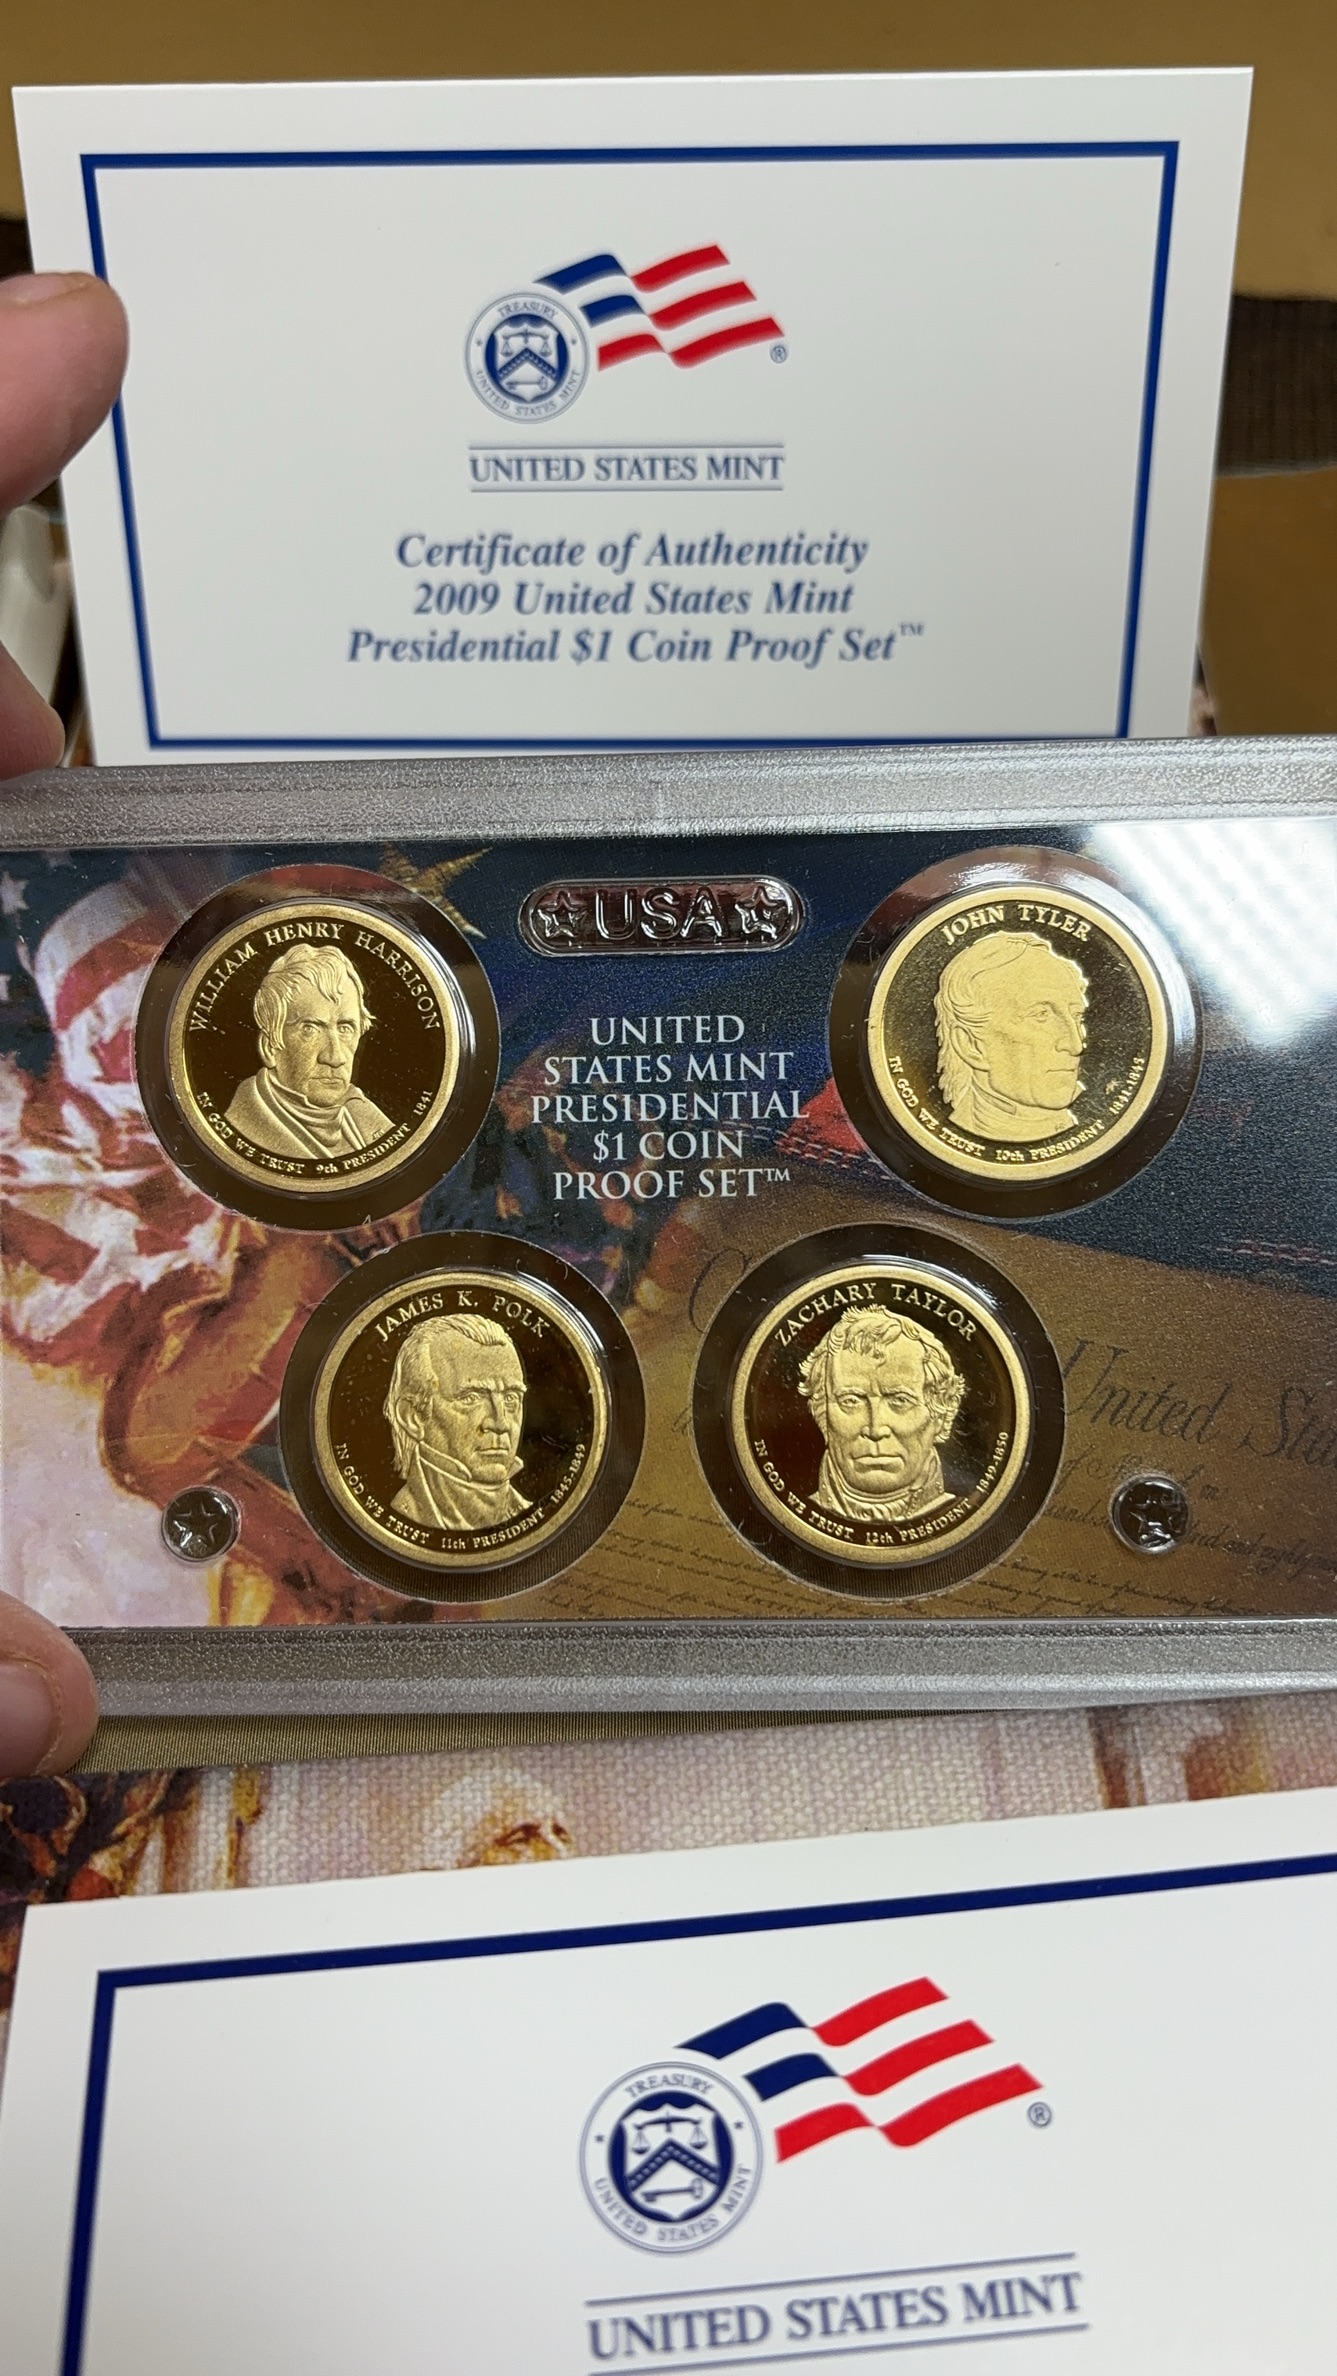 TREASURY
UNITED STATES MINT
®
UNITED STATES MINT
Certificate of Authenticity
2009 United States Mint
Presidential $1 Coin Proof Set™
USA
UNITED
STATES MINT
PRESIDENTIAL
$1 COIN
PROOF SET™
WILLIAM HENRY HARRISON
IN GOD WE TRUST 9th PRESIDENT 1841
JOHN TYLER
IN GOD WE TRUST 10th PRESIDENT 1841-1845
JAMES K. POLK
IN GOD WE TRUST 11th PRESIDENT 1845-1849
ZACHARY TAYLOR
IN GOD WE TRUST 12th PRESIDENT 1849-1850
United
TREASURY
UNITED STATES MINT
®
UNITED STATES MINT